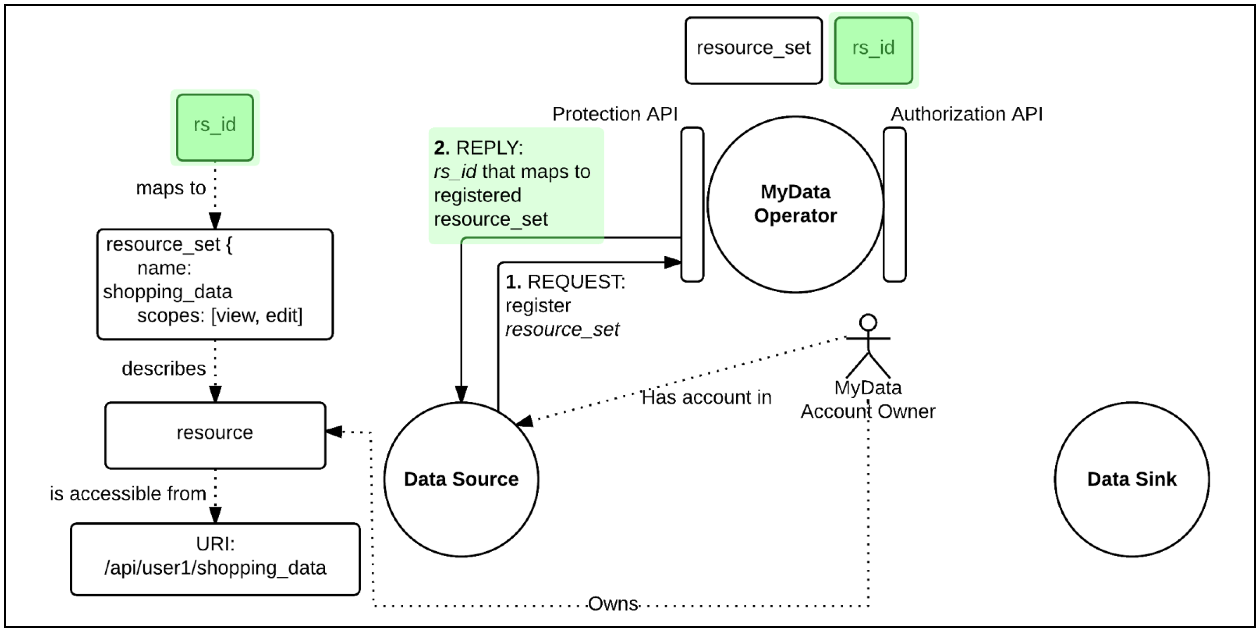 resource_set
rs_id
Protection API
Authorization API
rs_id
maps to
resource_set {
name:
shopping_data
scopes: [view, edit]
describes
resource
is accessible from
URI:
/api/user1/shopping_data
2. REPLY:
rs_id that maps to
registered
resource_set
1. REQUEST:
register
resource_set
MyData
Operator
MyData
Account Owner
Has account in
Data Source
Data Sink
Owns